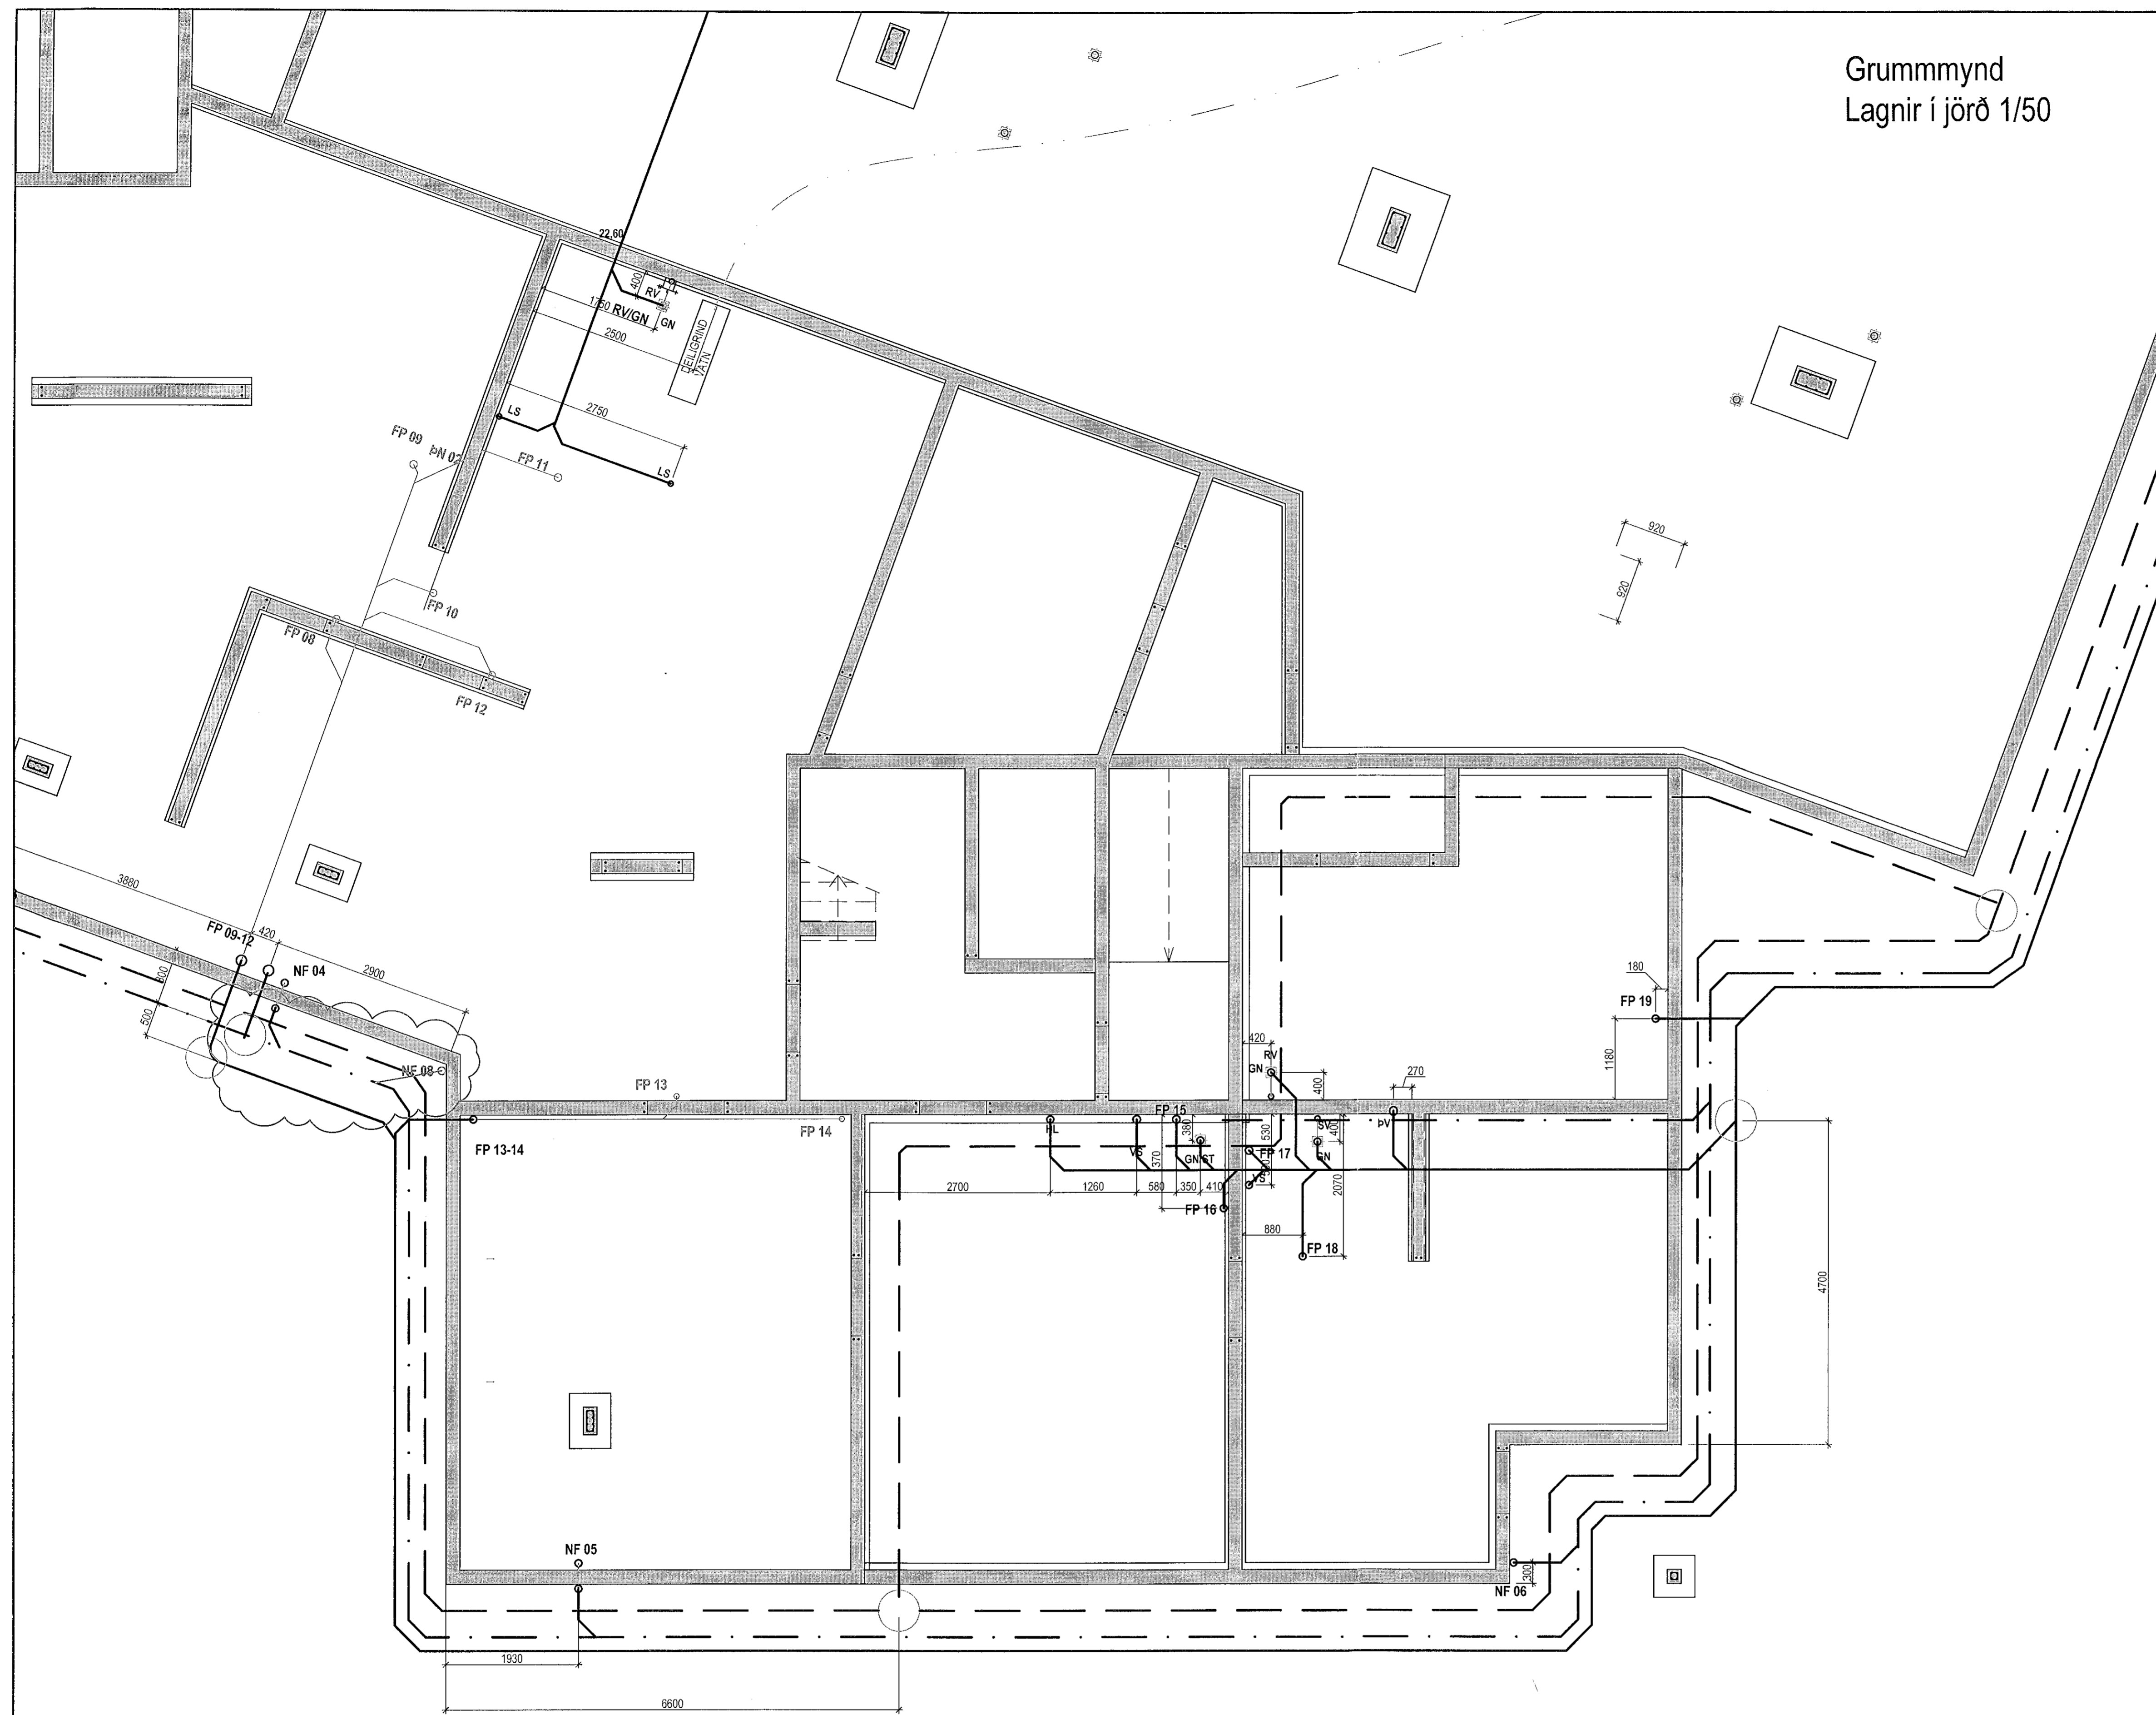 Grummmynd
Lagnir í jörð 1/50
22,60
400
RV
1750 RV/GN
GN
2500
DEILIGRIND
VATN
2750
LS
LS
FP 09
ÞN 02
FP 11
920
920
FP 10
FP 08
FP 12
3880
420
FP 09-12
NF 04
2900
800
500
NF 08
180
FP 19
1180
420
RV
GN
400
270
FP 13
FP 14
FP 13-14
FP 15
HL
VS
380
370
GN
ST
530
FP 17
SV
400
GN
ÞV
VS
2070
2700
1260
580
350
410
FP 16
880
FP 18
4700
NF 05
300
NF 06
1930
6600